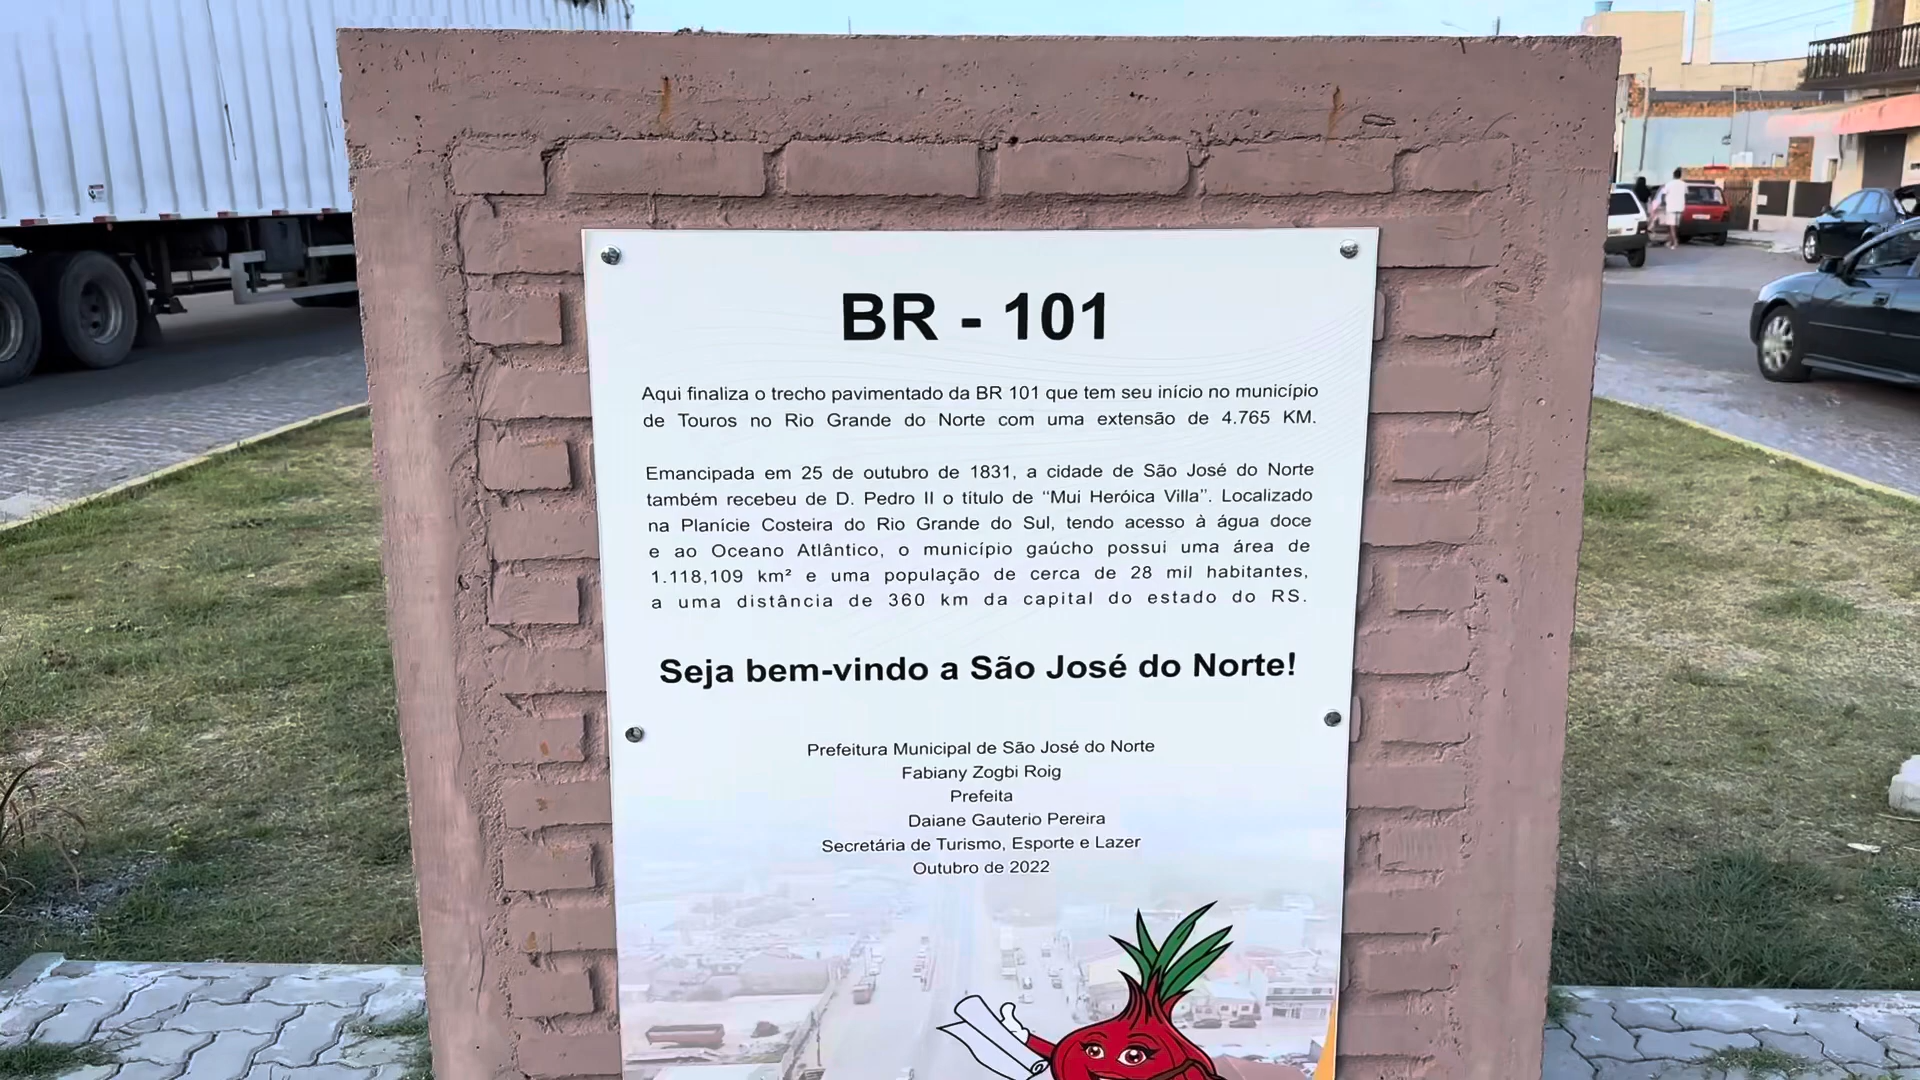 BR - 101
Aqui finaliza o trecho pavimentado da BR 101 que tem seu início no município
de Touros no Rio Grande do Norte com uma extensão de 4.765 KM.
Emancipada em 25 de outubro de 1831, a cidade de São José do Norte
também recebeu de D. Pedro II o título de “Mui Heróica Villa”. Localizado
na Planície Costeira do Rio Grande do Sul, tendo acesso à água doce
e ao Oceano Atlântico, o município gaúcho possui uma área de
1.118,109 km² e uma população de cerca de 28 mil habitantes,
a uma distância de 360 km da capital do estado do RS.
Seja bem-vindo a São José do Norte!
Prefeitura Municipal de São José do Norte
Fabiany Zogbi Roig
Prefeita
Daiane Gauterio Pereira
Secretária de Turismo, Esporte e Lazer
Outubro de 2022